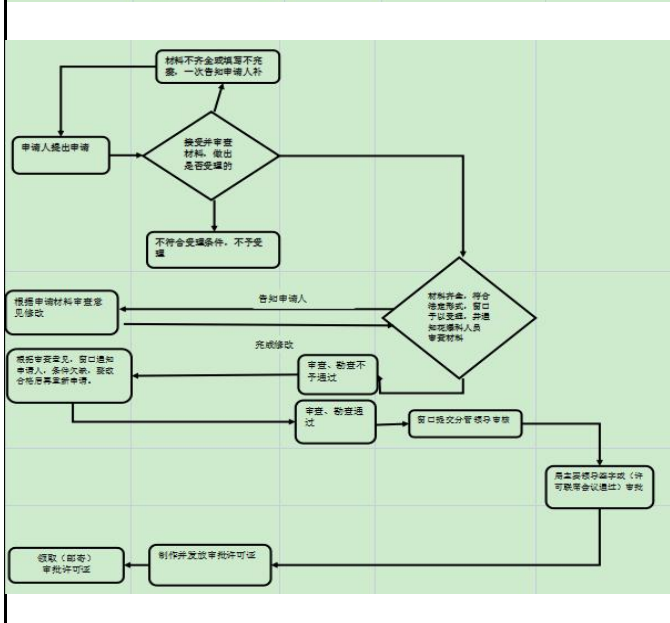 材料不齐全或填写不完
整，一次告知申请人补
申请人提出申请
接受并审查
材料，做出
是否受理的
不符合受理条件，不予受
理
告知申请人
根据申请材料审查意
见修改
材料齐全，符合
法定形式，窗口
予以受理，并通
知花爆科人员
审查材料
完成修改
根据审查意见，窗口通知
申请人，条件欠缺，整改
合格后再重新申请。
审查、勘查不
予通过
审查、勘查通
过
窗口提交分管领导审核
局主要领导签字或（许
可联席会议通过）审批
制作并发放审批许可证
领取（邮寄）
审批许可证